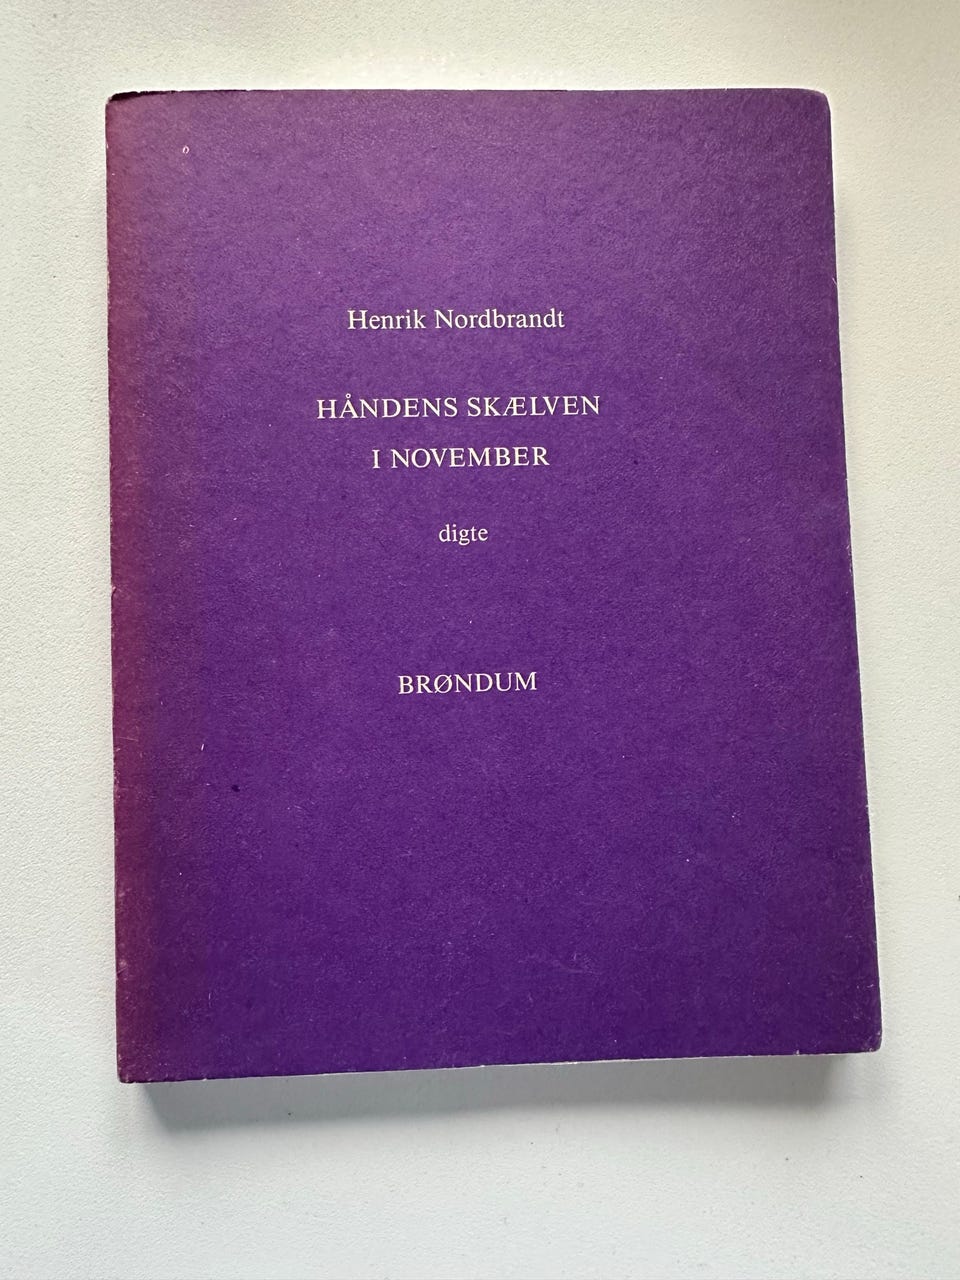 Henrik Nordbrandt
HÅNDENS SKÆLVEN
I NOVEMBER
digte
BRØNDUM